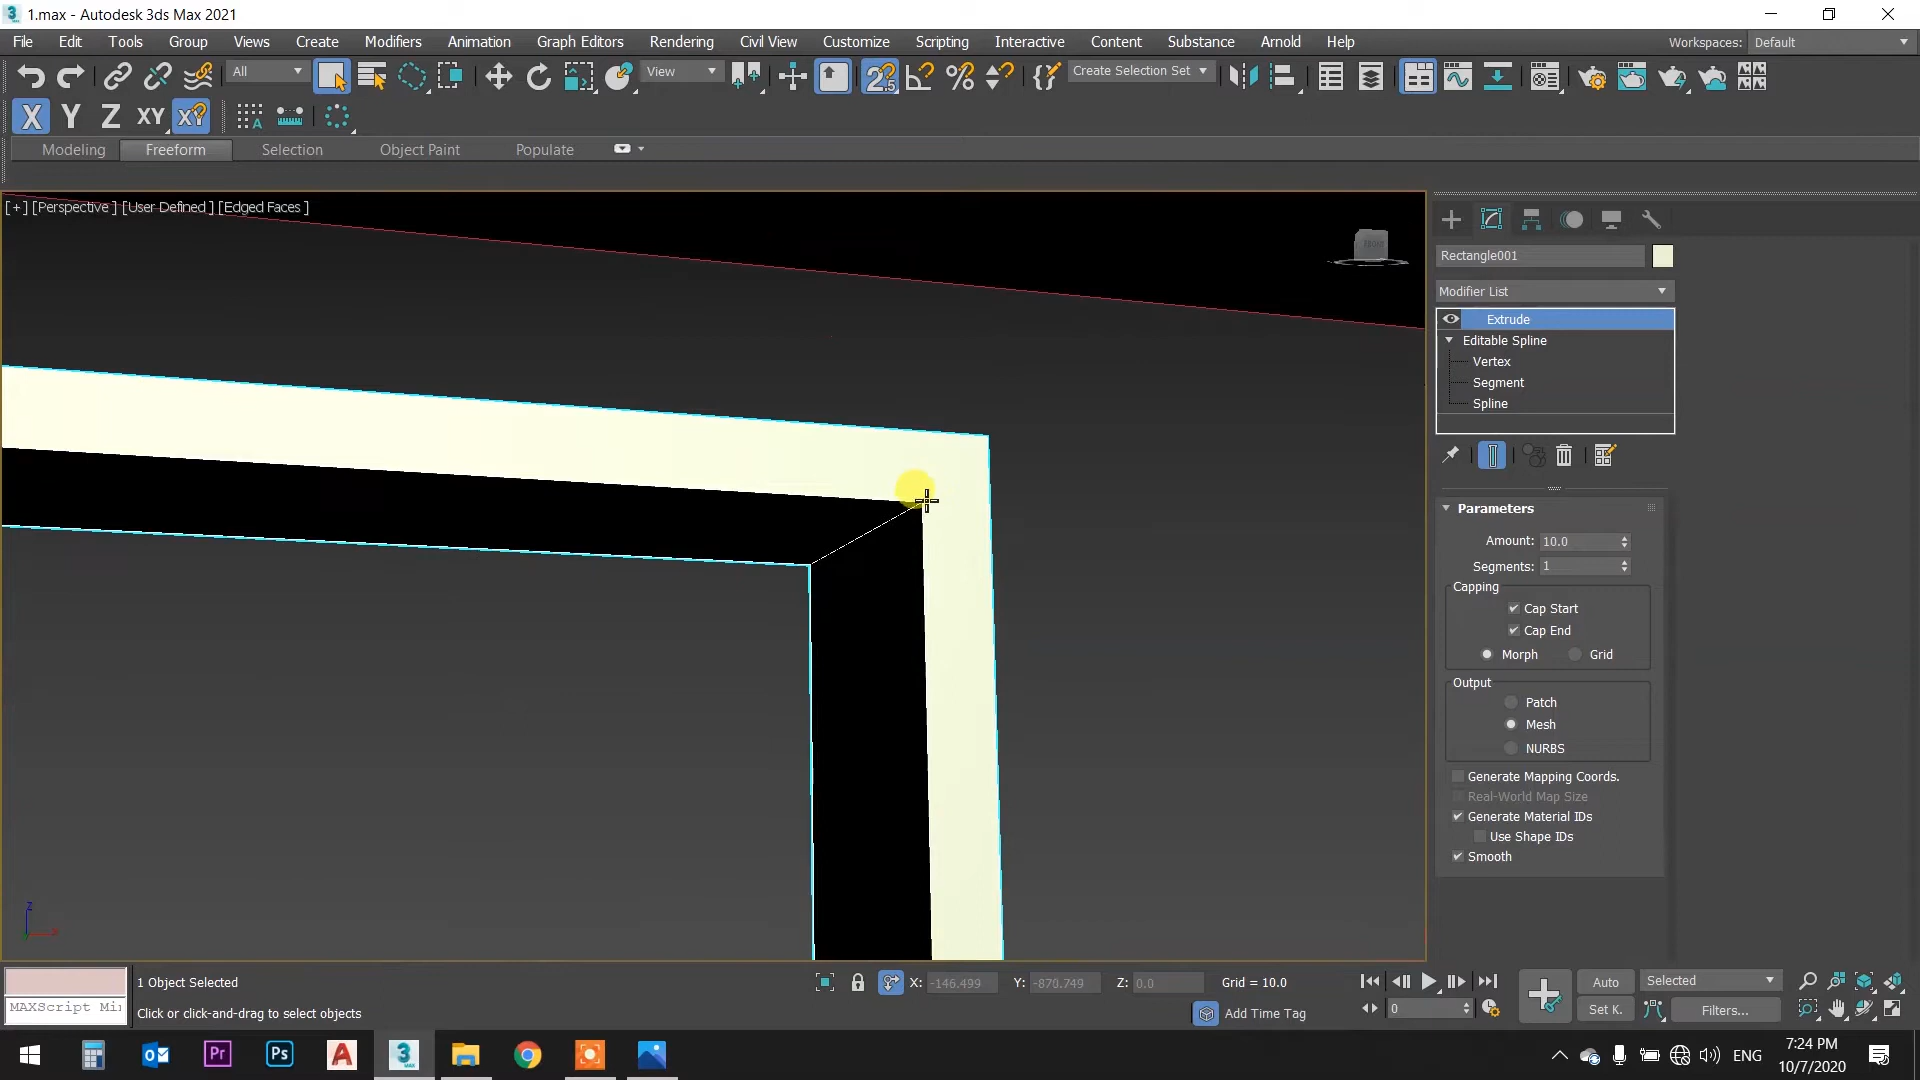 1.max - Autodesk 3ds Max 2021
File Edit Tools Group Views Create Modifiers Animation Graph Editors Rendering Civil View Customize Scripting Interactive Content Substance Arnold Help Workspaces: Default
All View Create Selection Set
X Y Z XY
Modeling Freeform Selection Object Paint Populate
[+] [Perspective] [User Defined] [Edged Faces]
Rectangle001
Modifier List
Extrude
Editable Spline
Vertex
Segment
Spline
Parameters
Amount: 10.0
Segments: 1
Capping
Cap Start
Cap End
Morph Grid
Output
Patch
Mesh
NURBS
Generate Mapping Coords.
Real-World Map Size
Generate Material IDs
Use Shape IDs
Smooth
1 Object Selected X: -146.499 Y: -870.749 Z: 0.0 Grid = 10.0 Auto Selected
MAXScript Mi
Click or click-and-drag to select objects Add Time Tag 0 Set K. Filters...
ENG 7:24 PM
10/7/2020